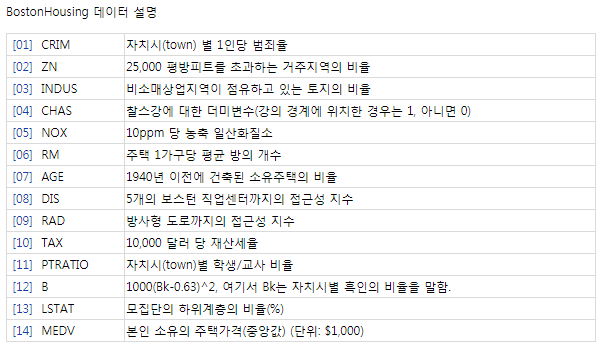 BostonHousing 데이터 설명
[01] CRIM 자치시(town) 별 1인당 범죄율
[02] ZN 25,000 평방피트를 초과하는 거주지역의 비율
[03] INDUS 비소매상업지역이 점유하고 있는 토지의 비율
[04] CHAS 찰스강에 대한 더미변수(강의 경계에 위치한 경우는 1, 아니면 0)
[05] NOX 10ppm 당 농축 일산화질소
[06] RM 주택 1가구당 평균 방의 개수
[07] AGE 1940년 이전에 건축된 소유주택의 비율
[08] DIS 5개의 보스턴 직업센터까지의 접근성 지수
[09] RAD 방사형 도로까지의 접근성 지수
[10] TAX 10,000 달러 당 재산세율
[11] PTRATIO 자치시(town)별 학생/교사 비율
[12] B 1000(Bk-0.63)^2, 여기서 Bk는 자치시별 흑인의 비율을 말함.
[13] LSTAT 모집단의 하위계층의 비율(%)
[14] MEDV 본인 소유의 주택가격(중앙값) (단위: $1,000)